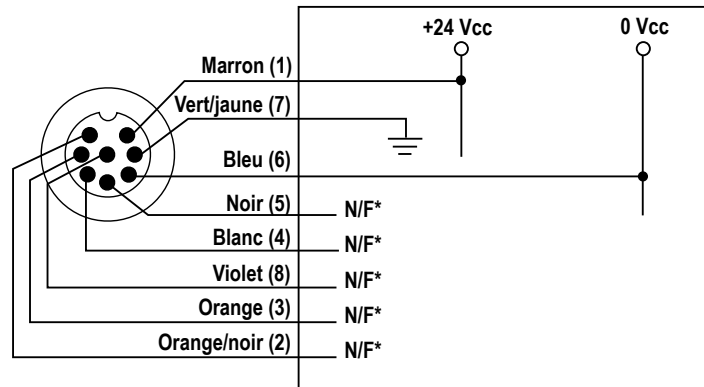 +24 Vcc
0 Vcc
Marron (1)
Vert/jaune (7)
Bleu (6)
Noir (5)
N/F*
Blanc (4)
N/F*
Violet (8)
N/F*
Orange (3)
N/F*
Orange/noir (2)
N/F*